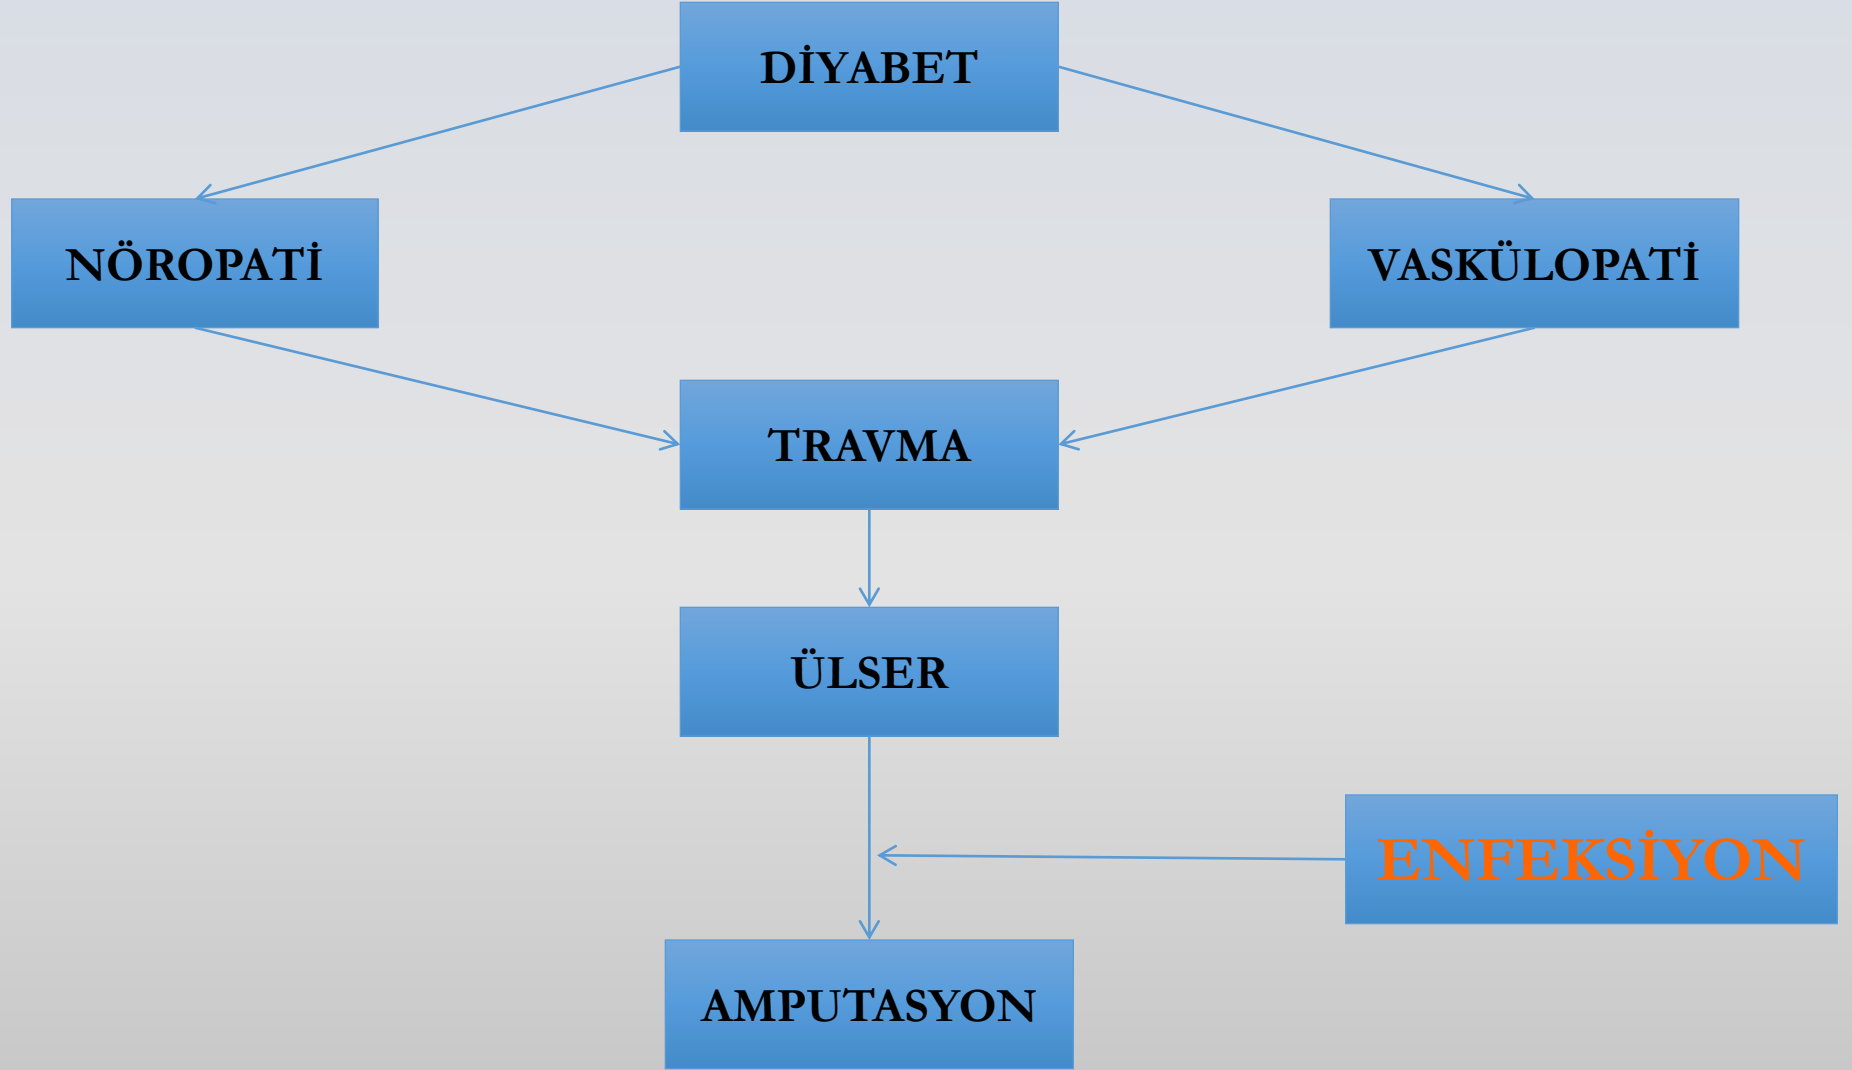 DİYABET
NÖROPATİ
VASKÜLOPATİ
TRAVMA
ÜLSER
ENFEKSİYON
AMPUTASYON